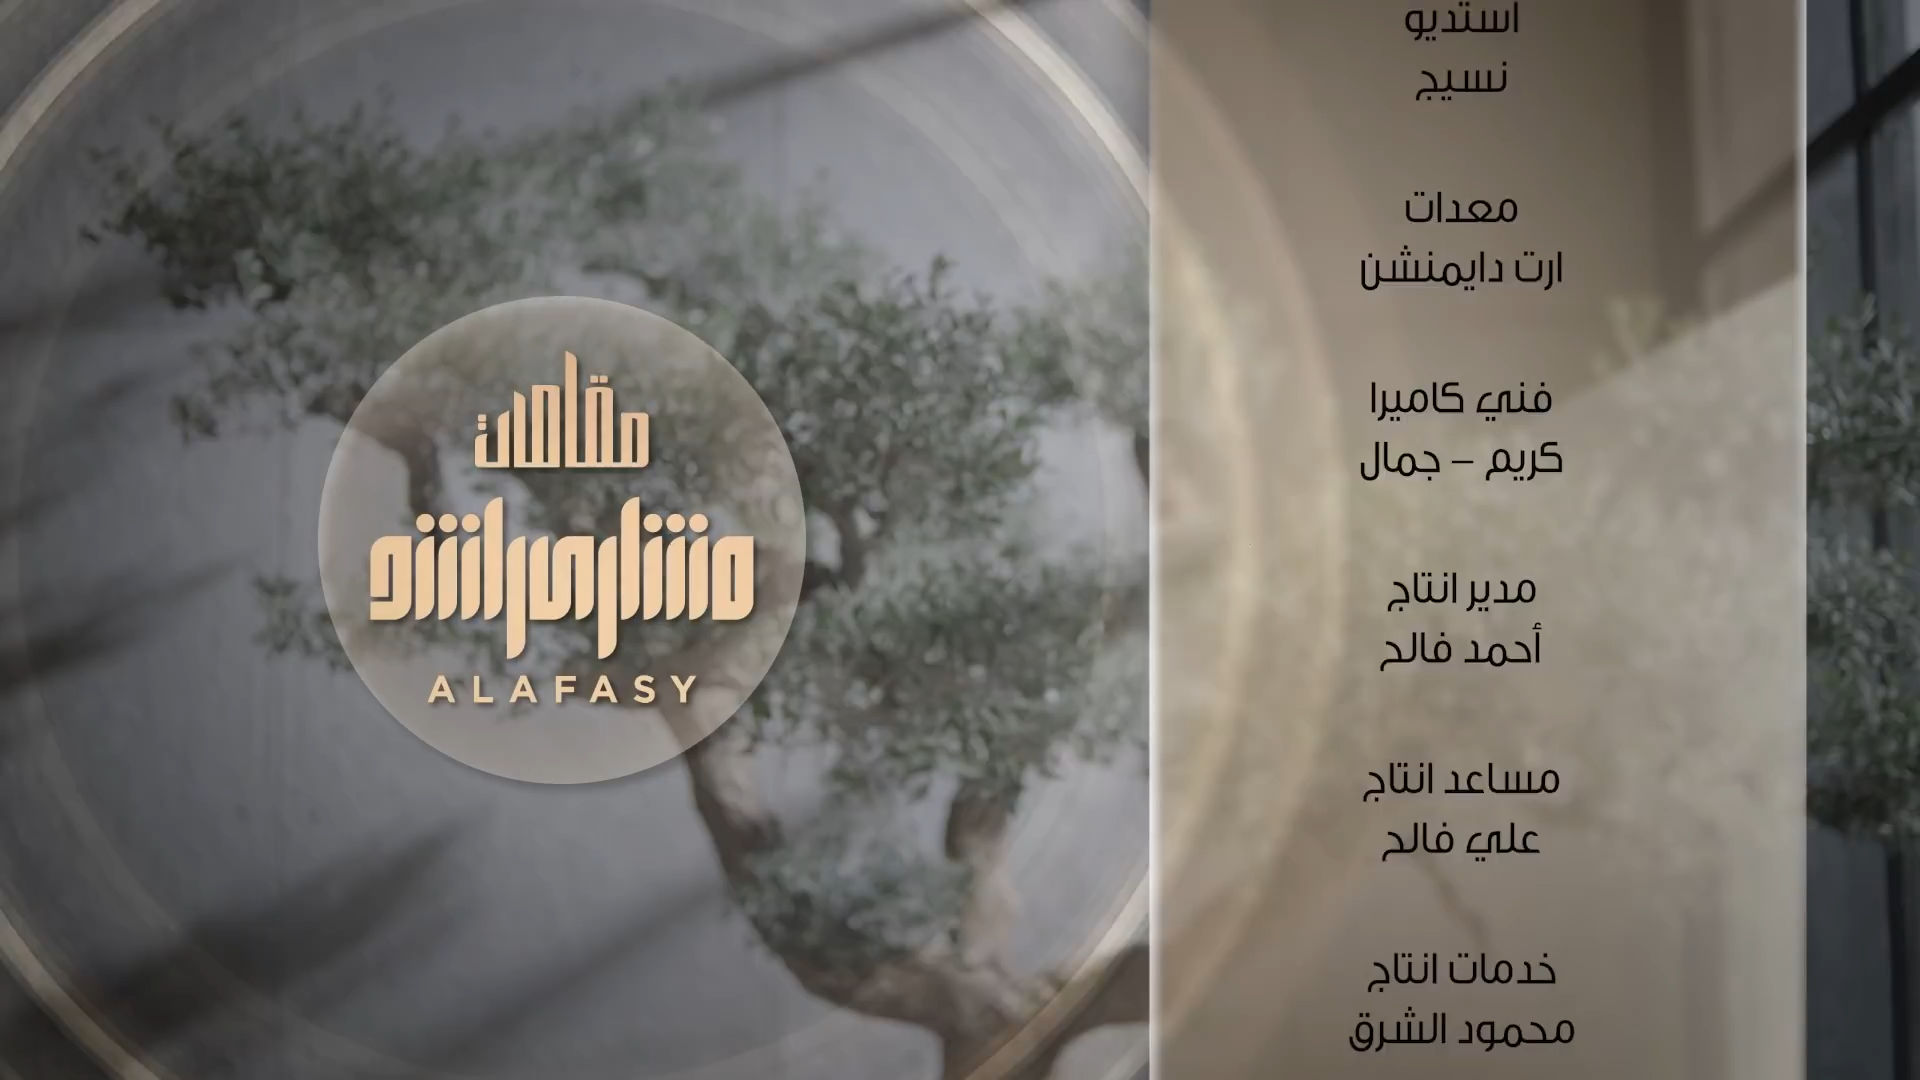 مقامات
مشاري راشد
ALAFASY
استديو
نسيج
معدات
ارت دايمنشن
فني كاميرا
كريم – جمال
مدير انتاج
أحمد فالح
مساعد انتاج
علي فالح
خدمات انتاج
محمود الشرق